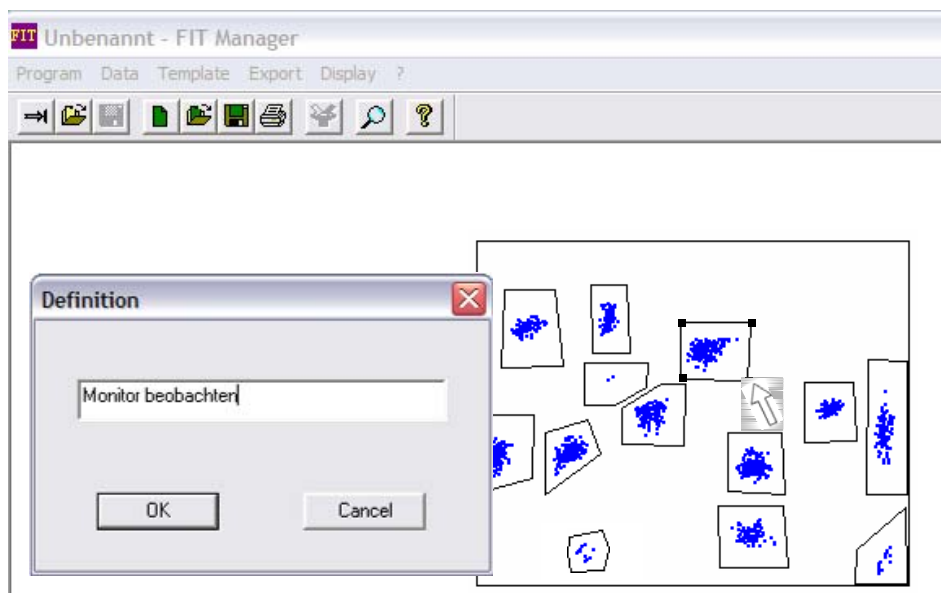 FIT Unbenannt - FIT Manager
Program Data Template Export Display ?
Definition
Monitor beobachten
OK Cancel